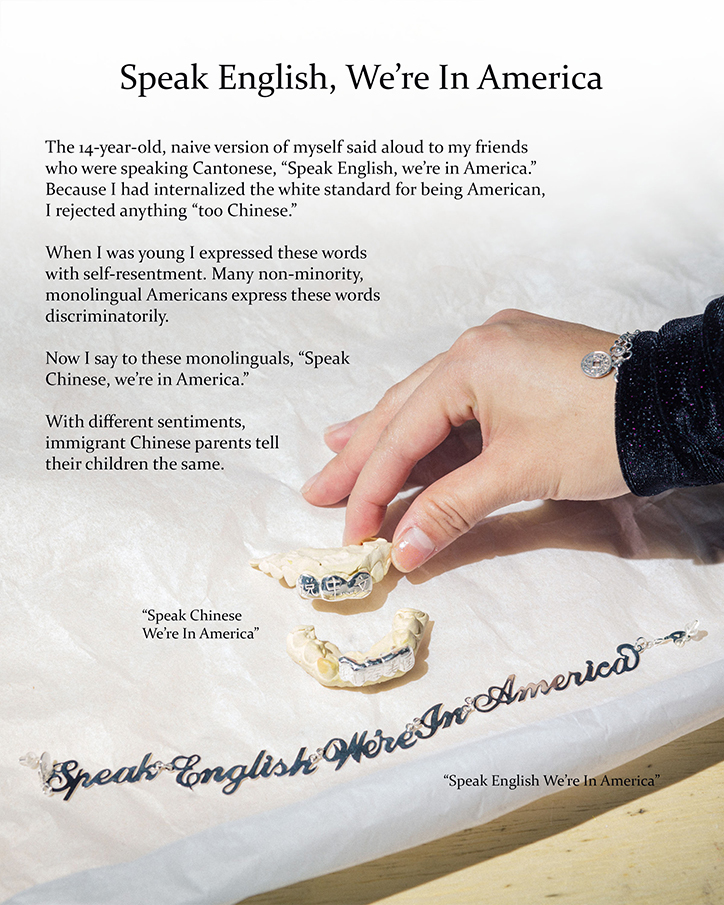 Speak English, We're In America
The 14-year-old, naive version of myself said aloud to my friends
who were speaking Cantonese, “Speak English, we're in America.”
Because I had internalized the white standard for being American,
I rejected anything “too Chinese.”
When I was young I expressed these words
with self-resentment. Many non-minority,
monolingual Americans express these words
discriminatorily.
Now I say to these monolinguals, “Speak
Chinese, we're in America.”
With different sentiments,
immigrant Chinese parents tell
their children the same.
“Speak Chinese
We're In America”
Speak English We're In America
“Speak English We're In America”